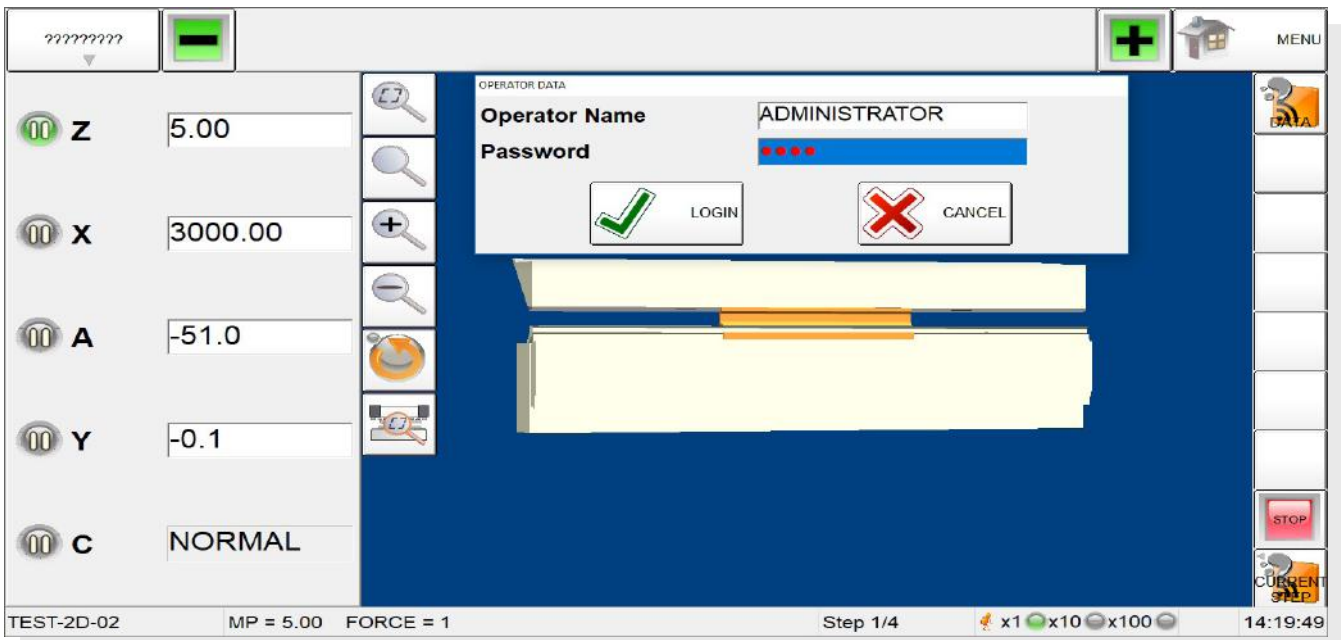 ?????????
MENU
OPERATOR DATA
Operator Name ADMINISTRATOR
Password ••••
LOGIN CANCEL
DATA
Z 5.00
X 3000.00
A -51.0
Y -0.1
C NORMAL
STOP
CURRENT
STEP
TEST-2D-02 MP = 5.00 FORCE = 1 Step 1/4 x1 x10 x100 14:19:49